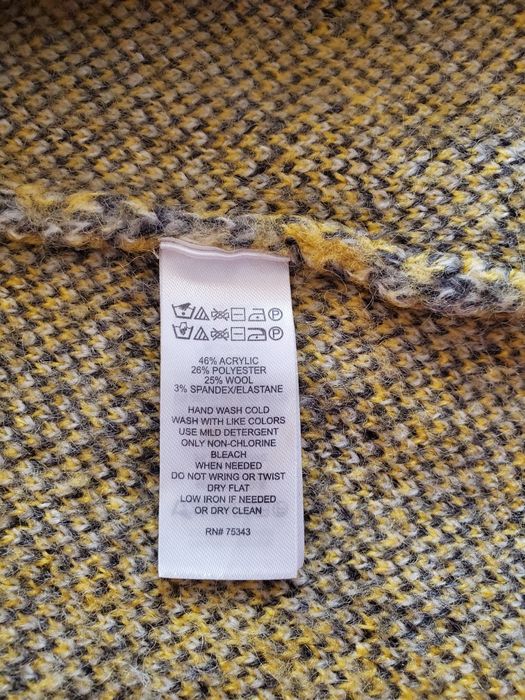 46% ACRYLIC
26% POLYESTER
25% WOOL
3% SPANDEX/ELASTANE
HAND WASH COLD
WASH WITH LIKE COLORS
USE MILD DETERGENT
ONLY NON-CHLORINE
BLEACH
WHEN NEEDED
DO NOT WRING OR TWIST
DRY FLAT
LOW IRON IF NEEDED
OR DRY CLEAN
RN# 75343